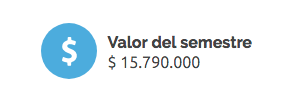 $
Valor del semestre
$ 15.790.000